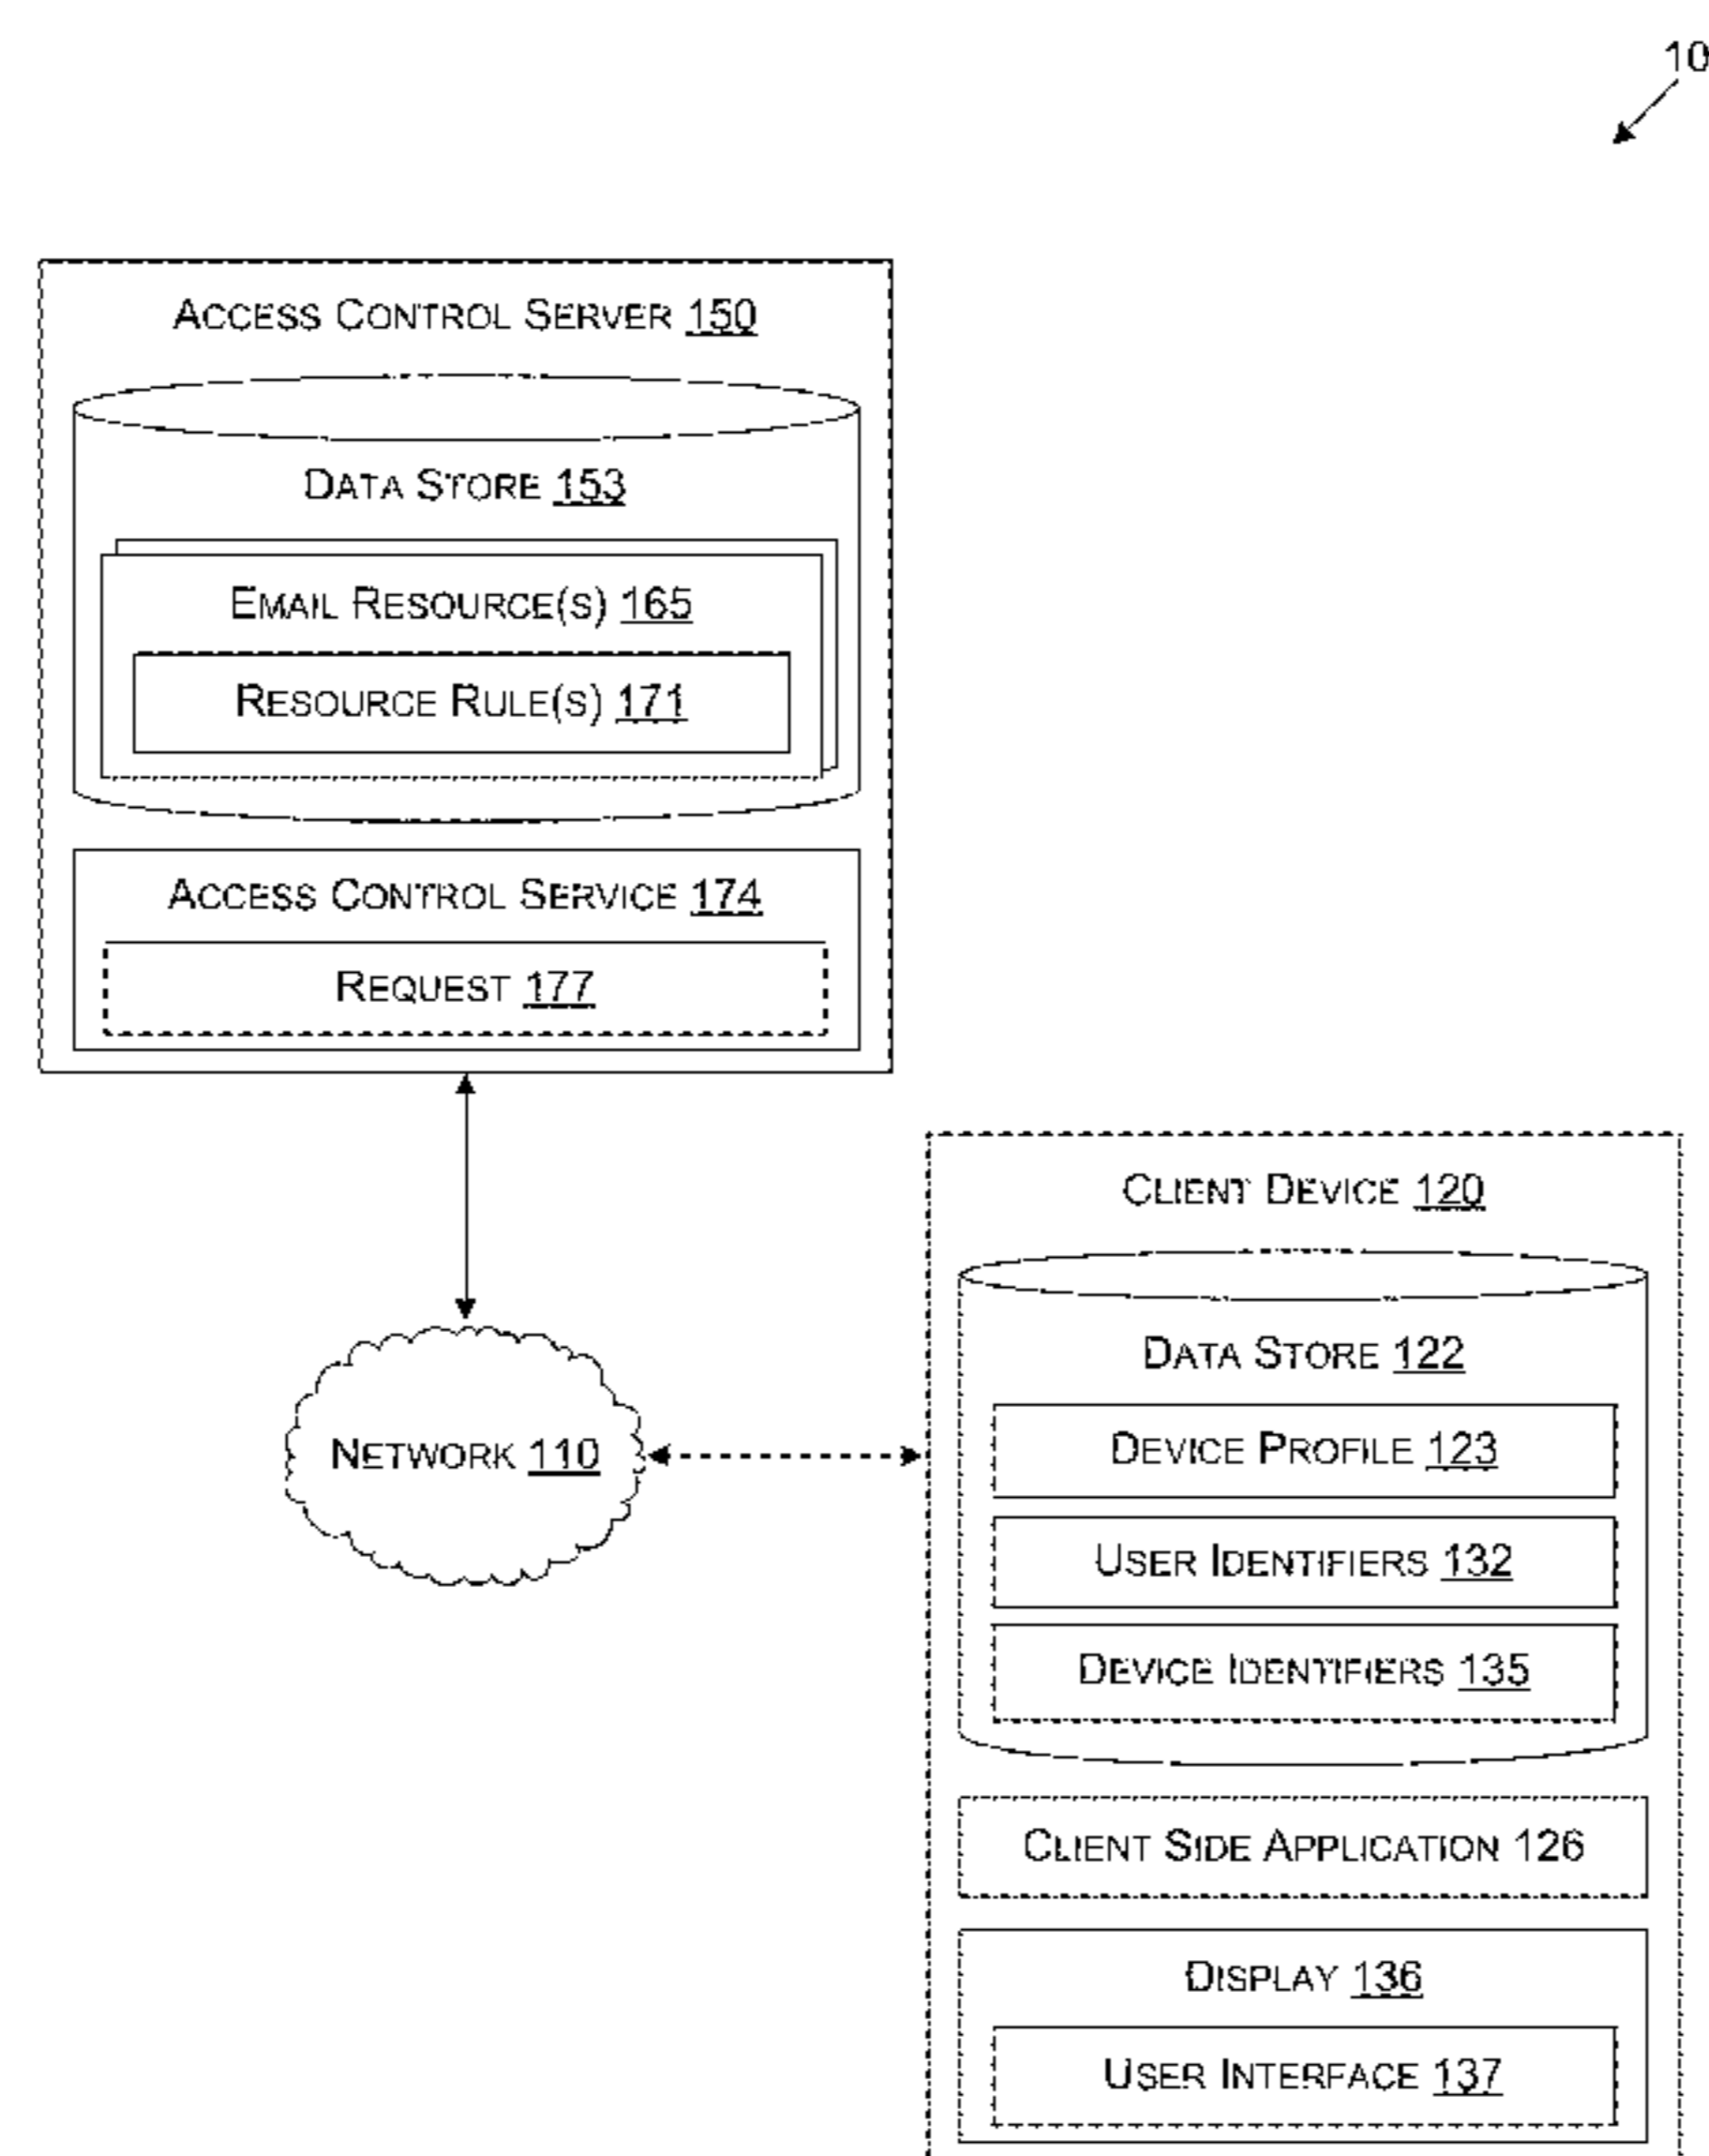 10
ACCESS CONTROL SERVER 150
DATA STORE 153
EMAIL RESOURCE(S) 165
RESOURCE RULE(S) 171
ACCESS CONTROL SERVICE 174
REQUEST 177
CLIENT DEVICE 120
DATA STORE 122
NETWORK 110
DEVICE PROFILE 123
USER IDENTIFIERS 132
DEVICE IDENTIFIERS 135
CLIENT SIDE APPLICATION 126
DISPLAY 136
USER INTERFACE 137